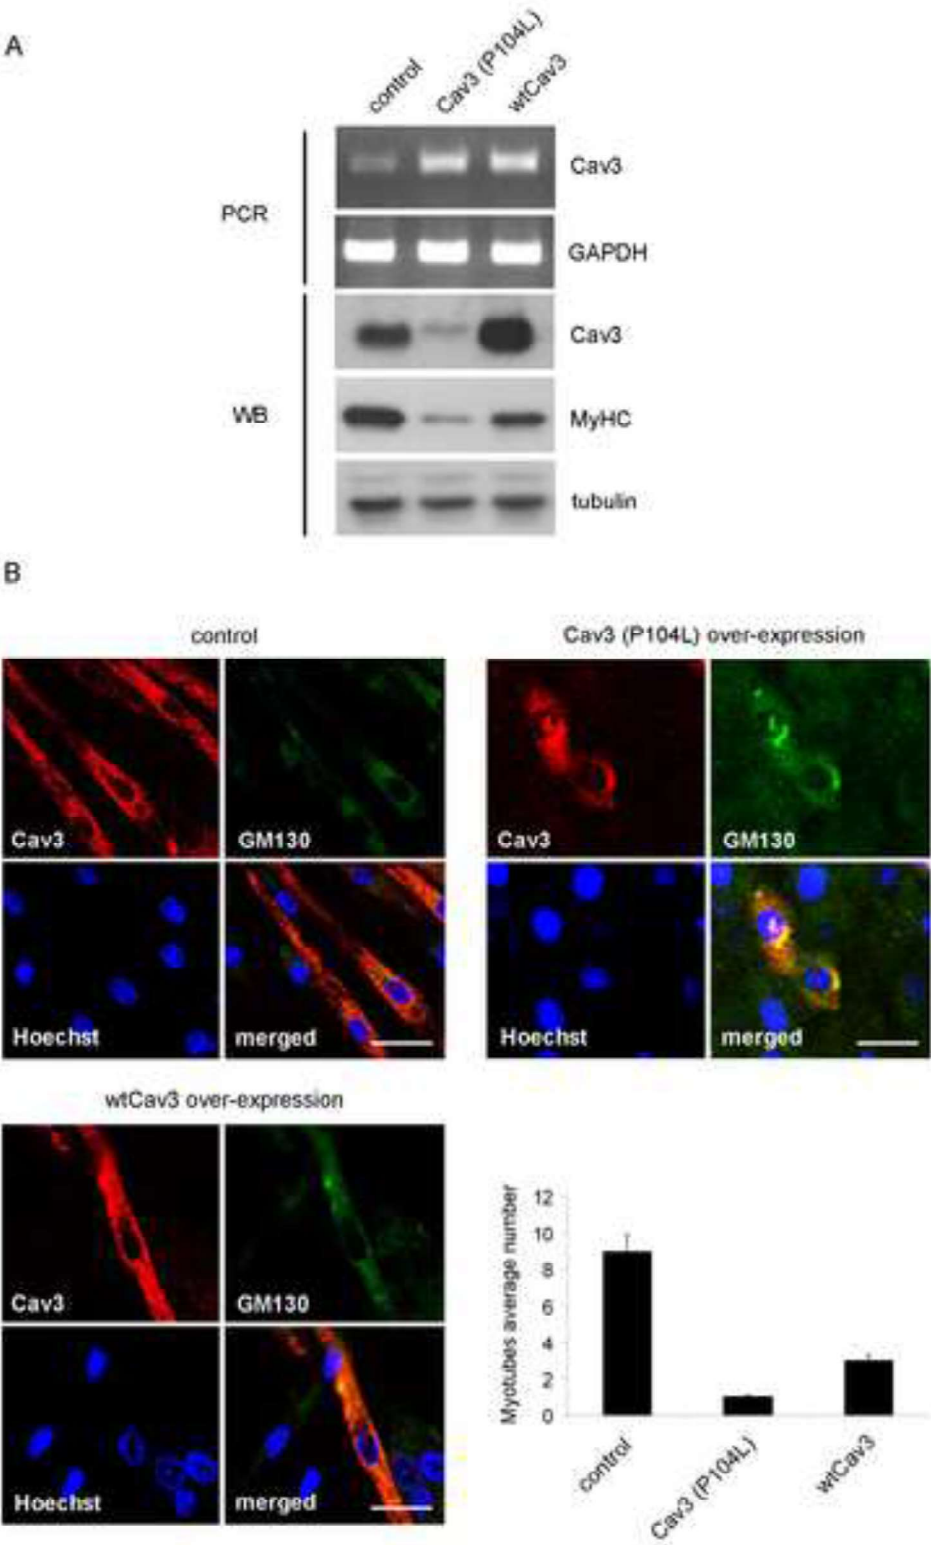 A
control
Cav3 (P104L)
wtCav3
PCR
Cav3
GAPDH
WB
Cav3
MyHC
tubulin
B
control
Cav3 (P104L) over-expression
Cav3
GM130
Cav3
GM130
Hoechst
merged
Hoechst
merged
wtCav3 over-expression
Cav3
GM130
Hoechst
merged
Myotubes average number
12
10
8
6
4
2
0
control
Cav3 (P104L)
wtCav3